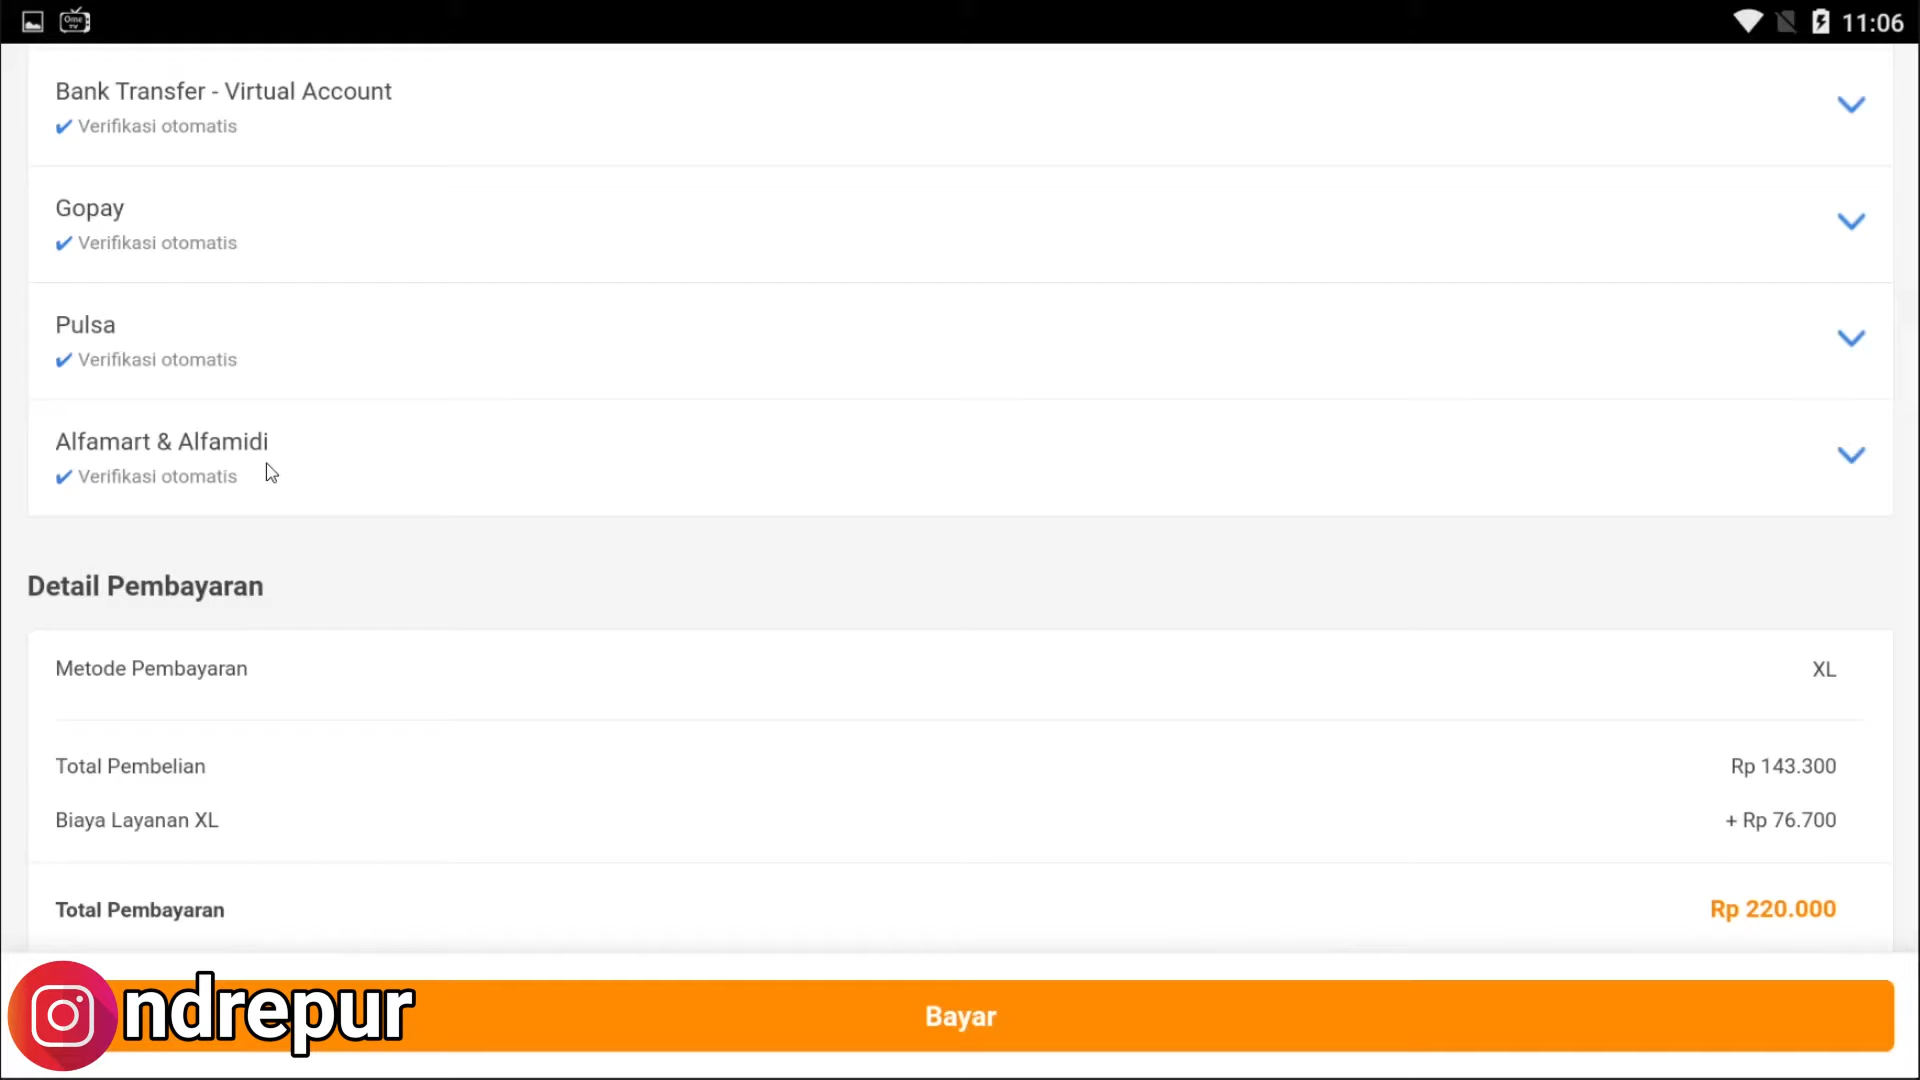 Ome
TV
11:06
Bank Transfer - Virtual Account
✔ Verifikasi otomatis
Gopay
✔ Verifikasi otomatis
Pulsa
✔ Verifikasi otomatis
Alfamart & Alfamidi
✔ Verifikasi otomatis
Detail Pembayaran
Metode Pembayaran XL
Total Pembelian Rp 143.300
Biaya Layanan XL + Rp 76.700
Total Pembayaran Rp 220.000
Bayar
ndrepur